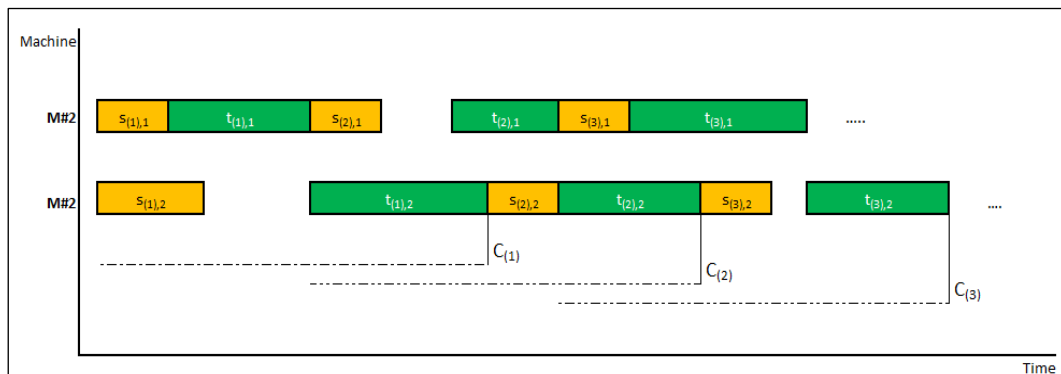 Machine
M#2 s(1),1 t(1),1 s(2),1 t(2),1 s(3),1 t(3),1 .....
M#2 s(1),2 t(1),2 s(2),2 t(2),2 s(3),2 t(3),2 ....
C(1)
C(2)
C(3)
Time